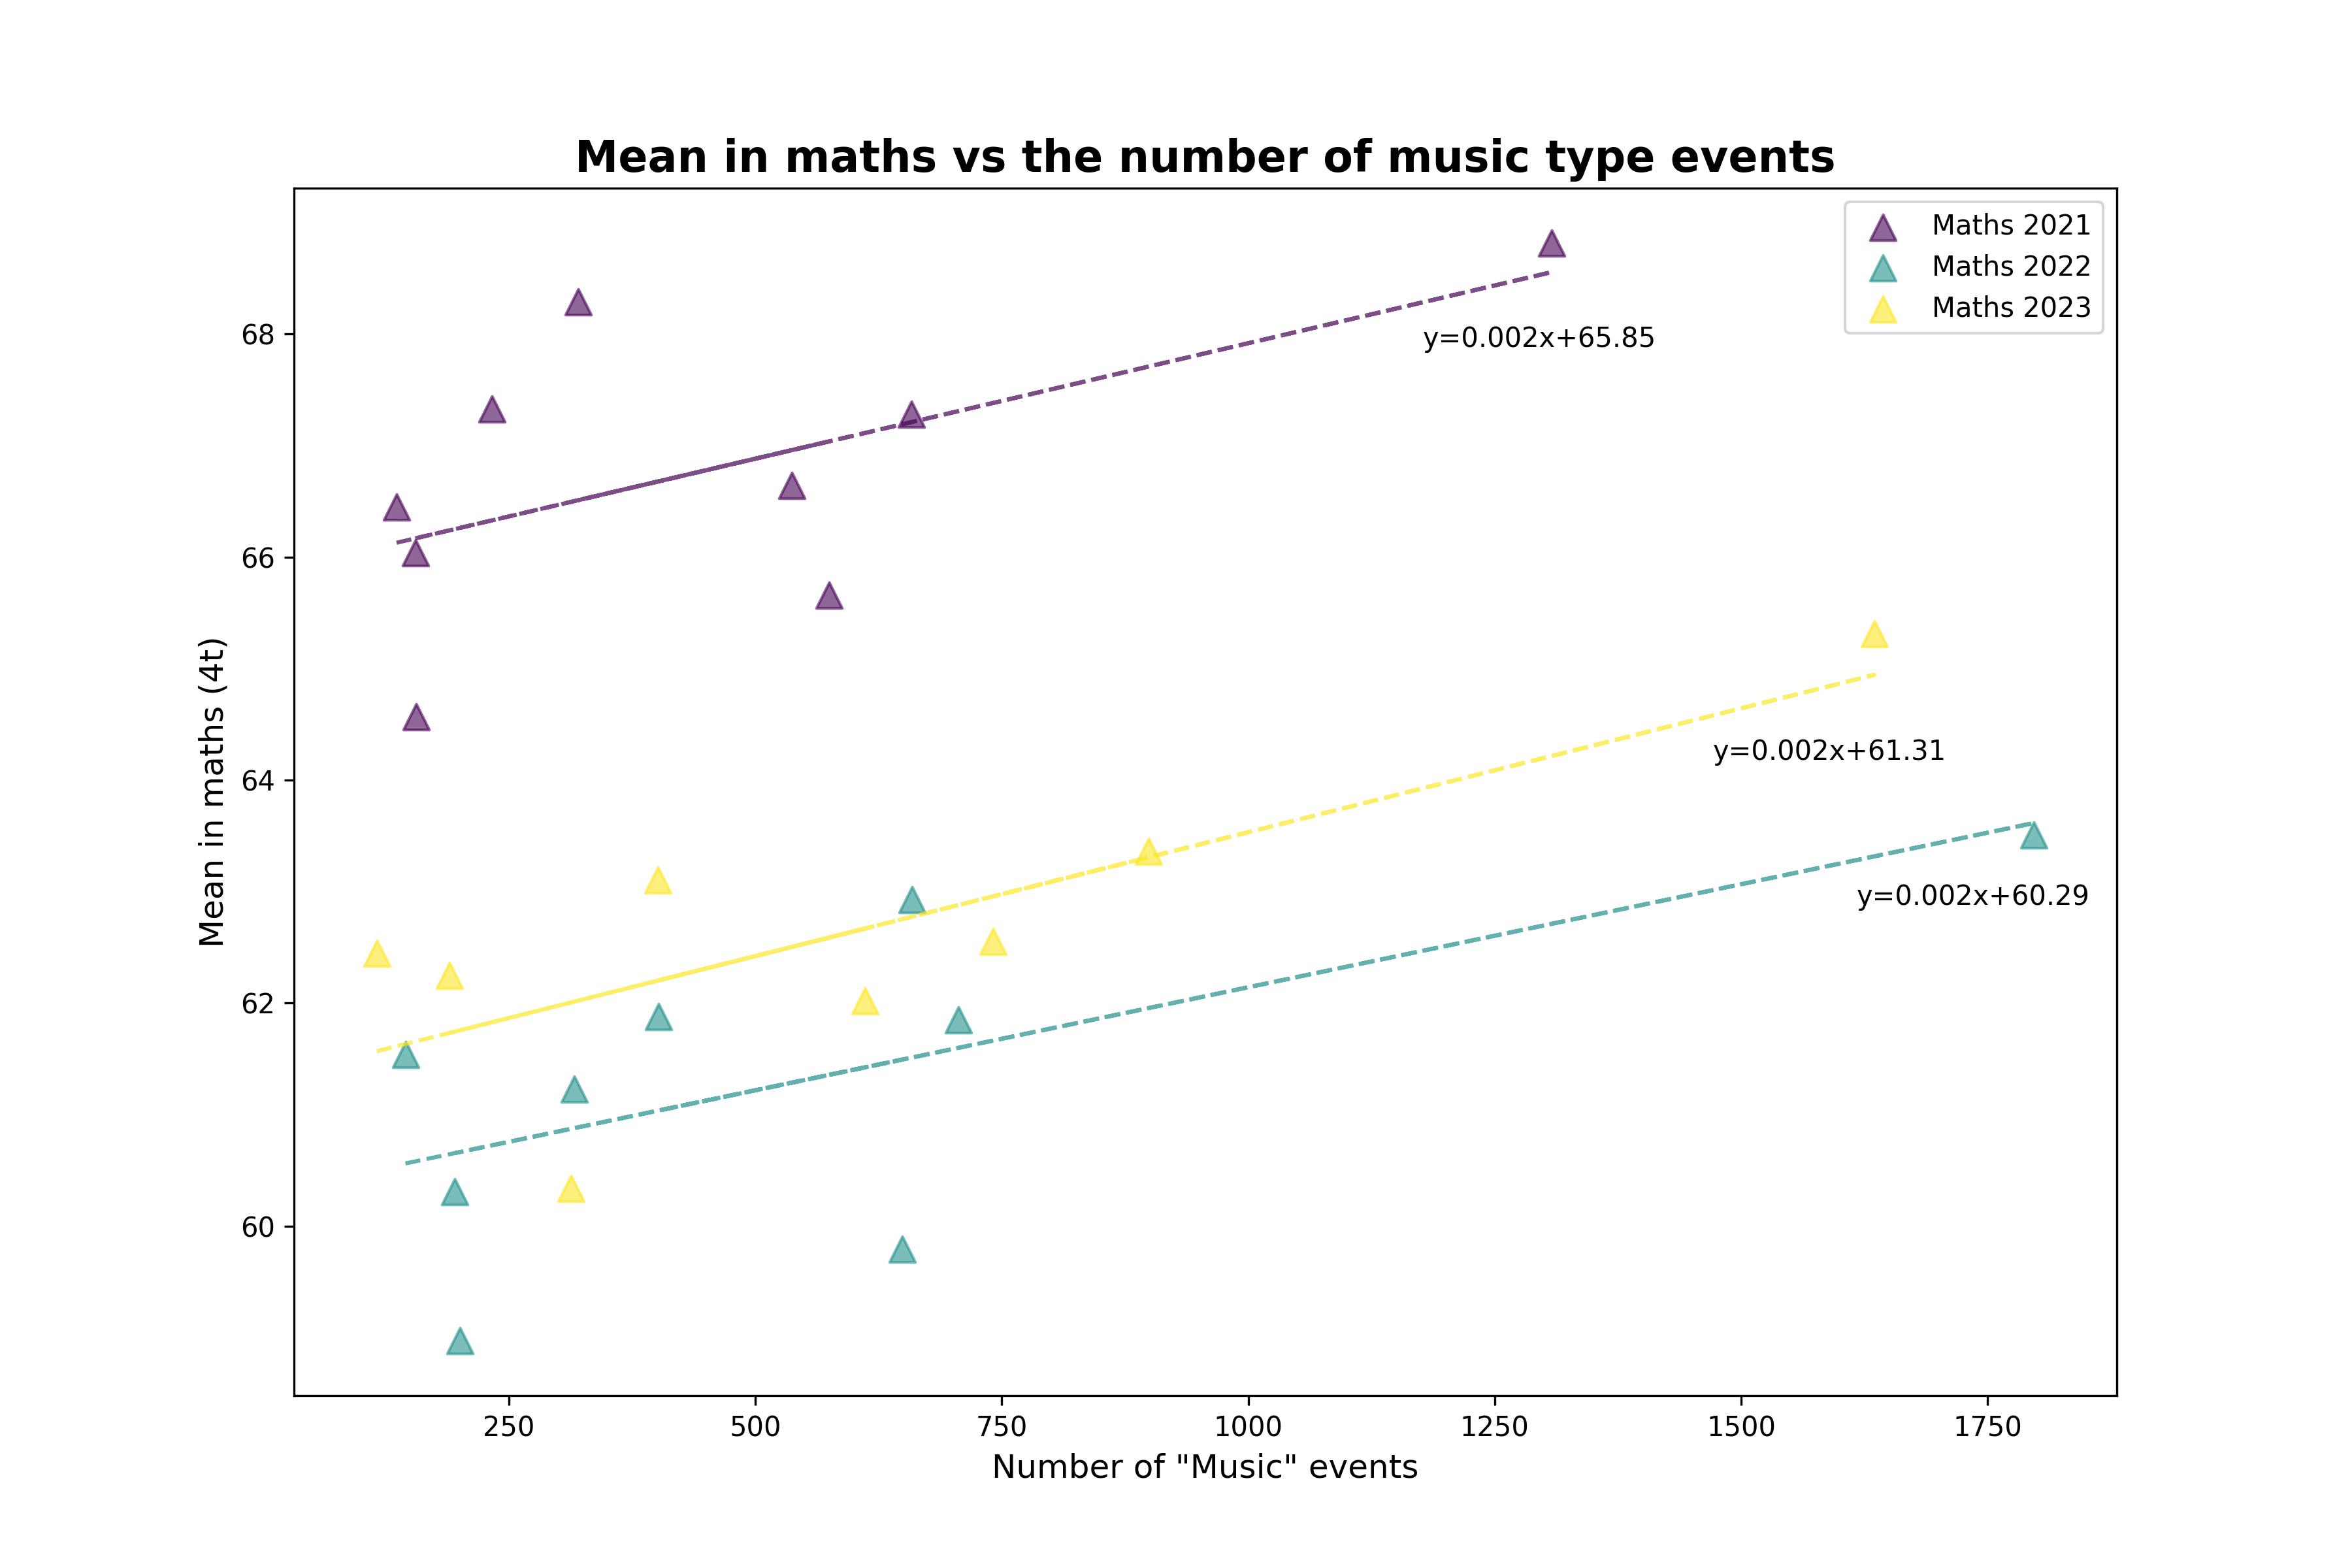 Mean in maths vs the number of music type events
Maths 2021
Maths 2022
Maths 2023
y=0.002x+65.85
y=0.002x+61.31
y=0.002x+60.29
Mean in maths (4t)
68
66
64
62
60
250 500 750 1000 1250 1500 1750
Number of "Music" events